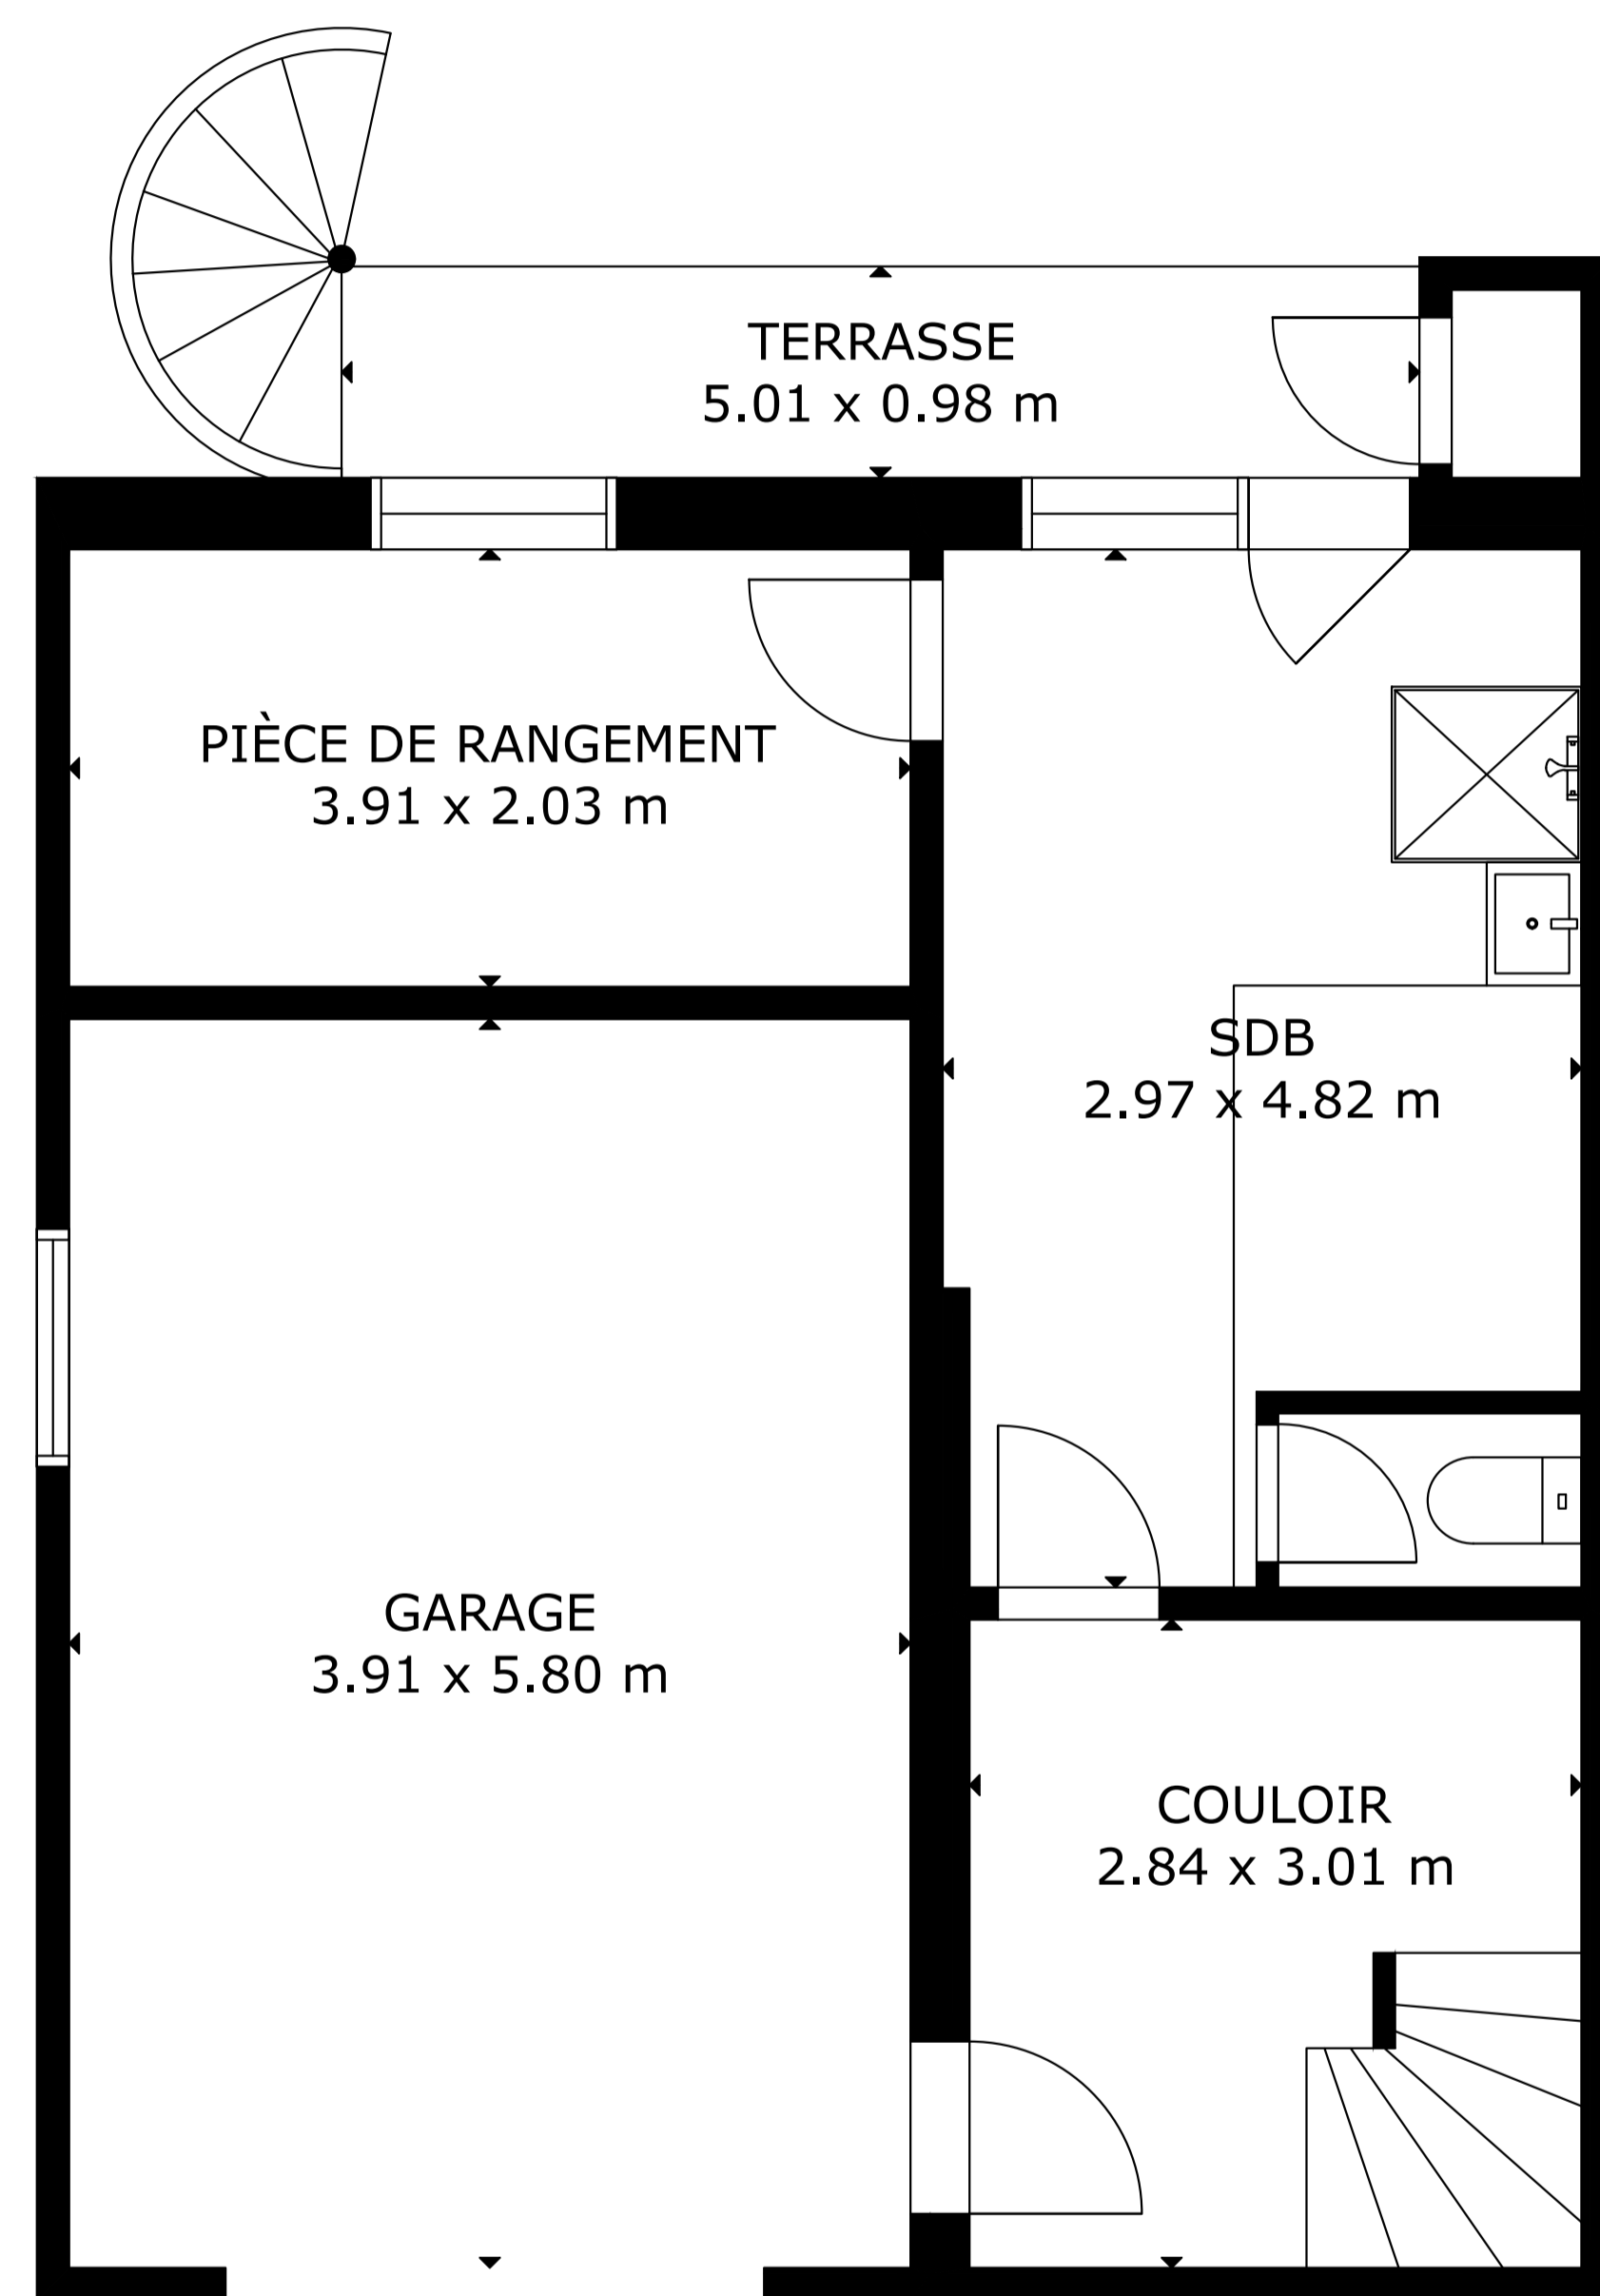 TERRASSE
5.01 x 0.98 m
PIÈCE DE RANGEMENT
3.91 x 2.03 m
SDB
2.97 x 4.82 m
GARAGE
3.91 x 5.80 m
COULOIR
2.84 x 3.01 m